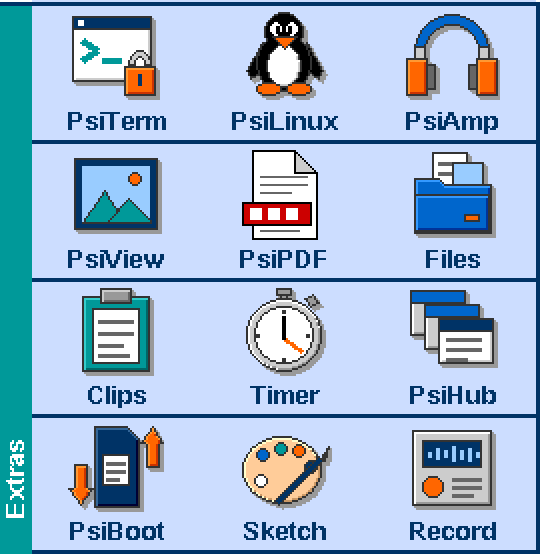 PsiTerm
PsiLinux
PsiAmp
PsiView
PsiPDF
Files
Clips
Timer
PsiHub
PsiBoot
Sketch
Record
Extras